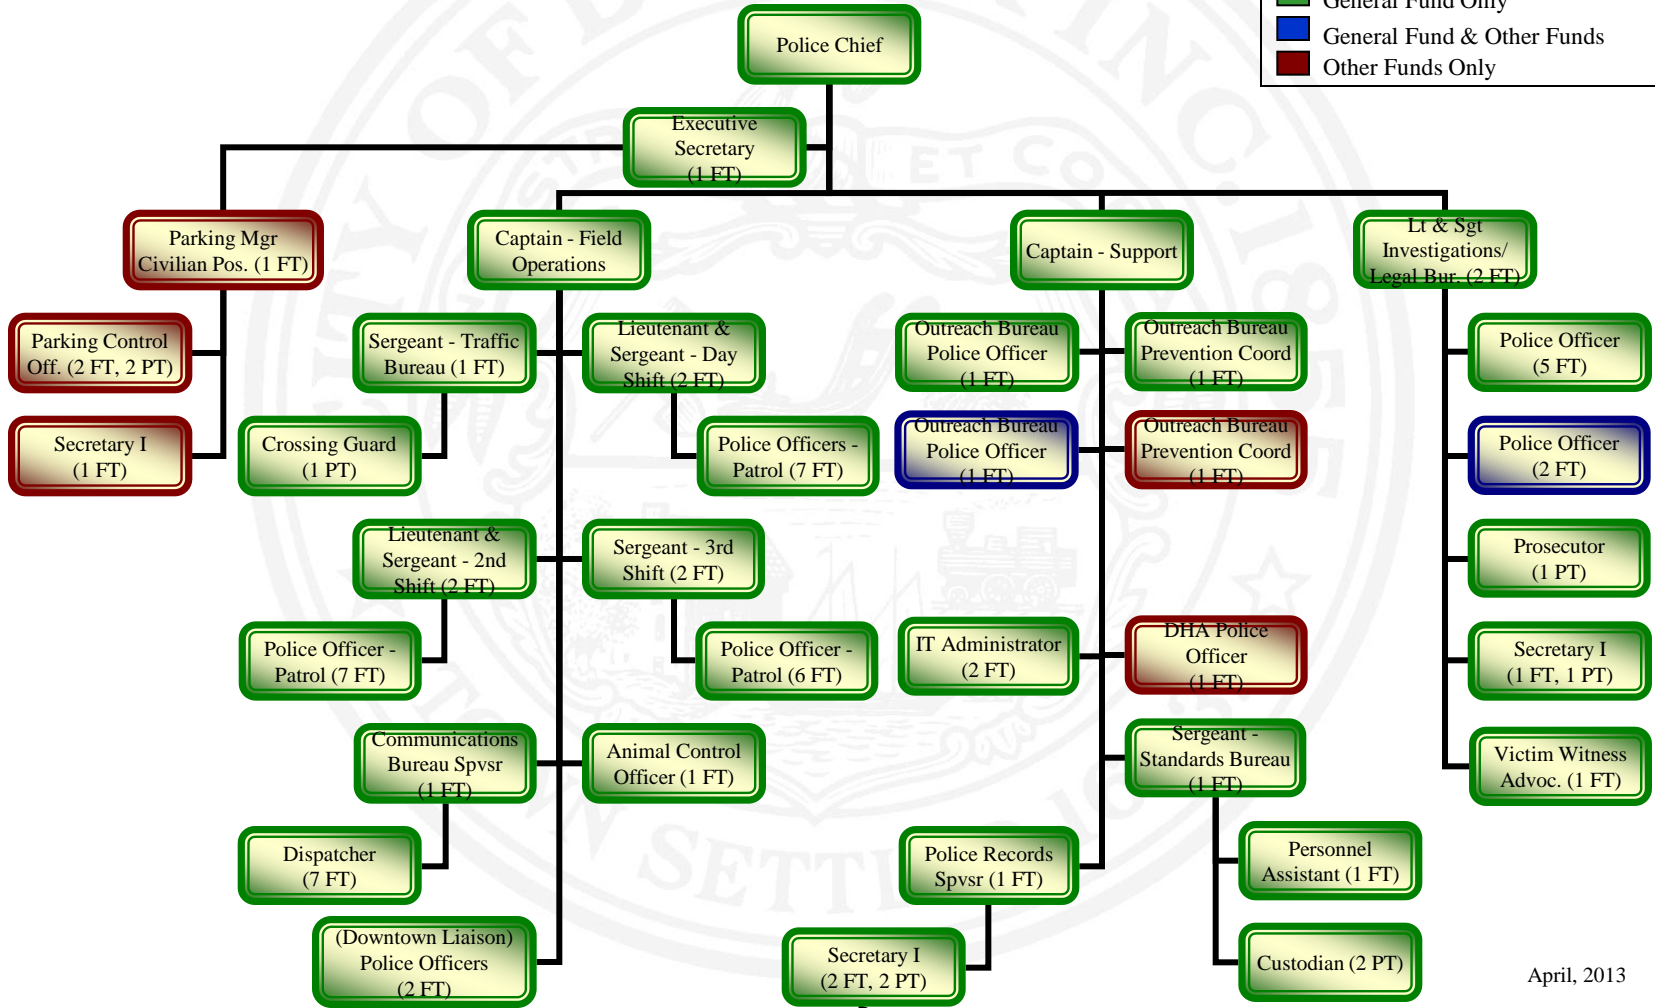 General Fund Only
General Fund & Other Funds
Other Funds Only
Police Chief
Executive
Secretary
(1 FT)
Parking Mgr
Civilian Pos. (1 FT)
Captain - Field
Operations
Captain - Support
Lt & Sgt
Investigations/
Legal Bur. (2 FT)
Parking Control
Off. (2 FT, 2 PT)
Sergeant - Traffic
Bureau (1 FT)
Lieutenant &
Sergeant - Day
Shift (2 FT)
Outreach Bureau
Police Officer
(1 FT)
Outreach Bureau
Prevention Coord
(1 FT)
Police Officer
(5 FT)
Secretary I
(1 FT)
Crossing Guard
(1 PT)
Police Officers -
Patrol (7 FT)
Outreach Bureau
Police Officer
(1 FT)
Outreach Bureau
Prevention Coord
(1 FT)
Police Officer
(2 FT)
Lieutenant &
Sergeant - 2nd
Shift (2 FT)
Sergeant - 3rd
Shift (2 FT)
Prosecutor
(1 PT)
Police Officer -
Patrol (7 FT)
Police Officer -
Patrol (6 FT)
IT Administrator
(2 FT)
DHA Police
Officer
(1 FT)
Secretary I
(1 FT, 1 PT)
Communications
Bureau Spvsr
(1 FT)
Animal Control
Officer (1 FT)
Sergeant -
Standards Bureau
(1 FT)
Victim Witness
Advoc. (1 FT)
Dispatcher
(7 FT)
Police Records
Spvsr (1 FT)
Personnel
Assistant (1 FT)
(Downtown Liaison)
Police Officers
(2 FT)
Secretary I
(2 FT, 2 PT)
Custodian (2 PT)
April, 2013